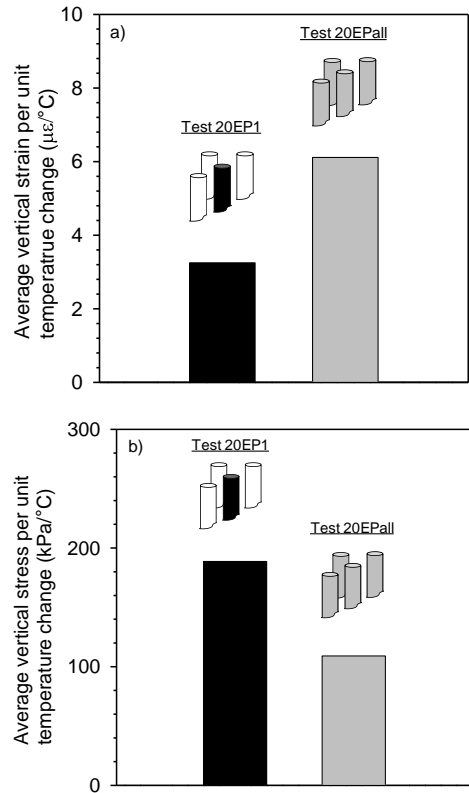 a)
Test 20EPall
Test 20EP1
Average vertical strain per unit
temperatrue change (με/°C)
10
8
6
4
2
0
b)
Test 20EP1
Test 20EPall
Average vertical stress per unit
temperature change (kPa/°C)
300
200
100
0